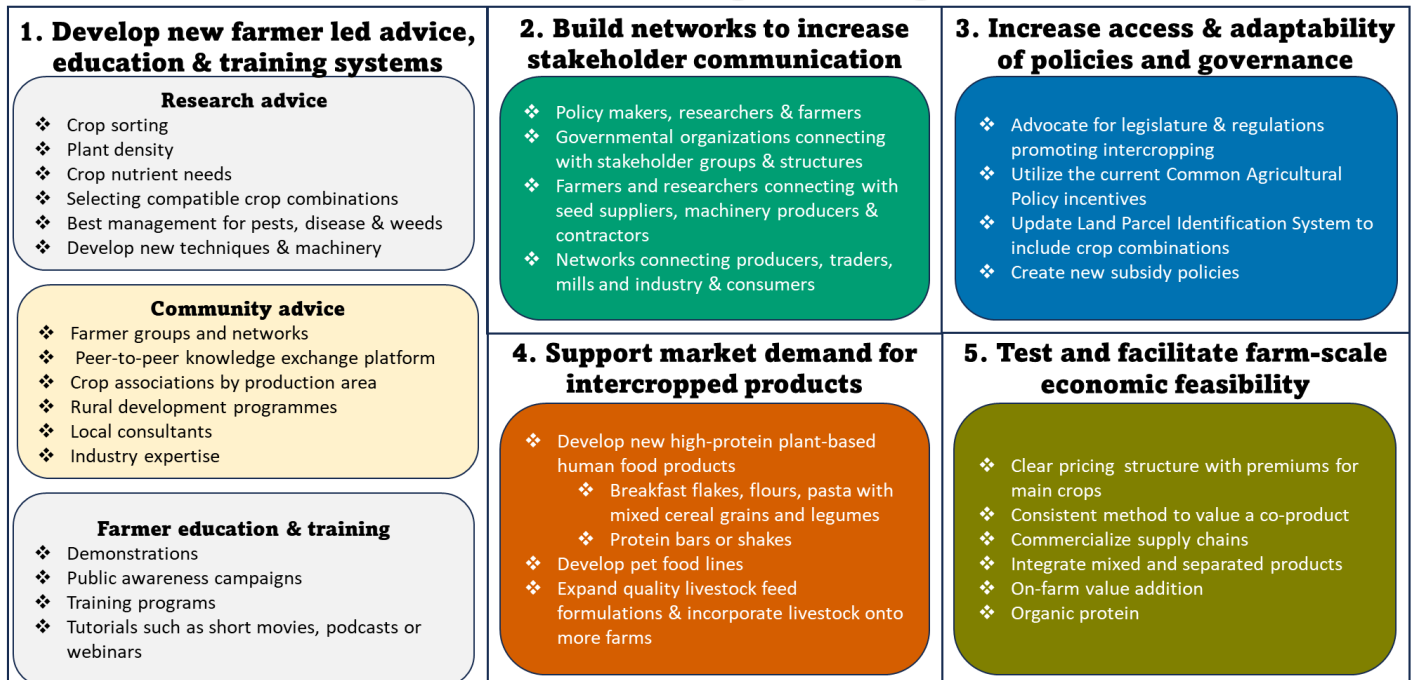 1. Develop new farmer led advice,
education & training systems
Research advice
❖ Crop sorting
❖ Plant density
❖ Crop nutrient needs
❖ Selecting compatible crop combinations
❖ Best management for pests, disease & weeds
❖ Develop new techniques & machinery
Community advice
❖ Farmer groups and networks
❖ Peer-to-peer knowledge exchange platform
❖ Crop associations by production area
❖ Rural development programmes
❖ Local consultants
❖ Industry expertise
Farmer education & training
❖ Demonstrations
❖ Public awareness campaigns
❖ Training programs
❖ Tutorials such as short movies, podcasts or
webinars
2. Build networks to increase
stakeholder communication
❖ Policy makers, researchers & farmers
❖ Governmental organizations connecting
with stakeholder groups & structures
❖ Farmers and researchers connecting with
seed suppliers, machinery producers &
contractors
❖ Networks connecting producers, traders,
mills and industry & consumers
3. Increase access & adaptability
of policies and governance
❖ Advocate for legislature & regulations
promoting intercropping
❖ Utilize the current Common Agricultural
Policy incentives
❖ Update Land Parcel Identification System to
include crop combinations
❖ Create new subsidy policies
4. Support market demand for
intercropped products
❖ Develop new high-protein plant-based
human food products
❖ Breakfast flakes, flours, pasta with
mixed cereal grains and legumes
❖ Protein bars or shakes
❖ Develop pet food lines
❖ Expand quality livestock feed
formulations & incorporate livestock onto
more farms
5. Test and facilitate farm-scale
economic feasibility
❖ Clear pricing structure with premiums for
main crops
❖ Consistent method to value a co-product
❖ Commercialize supply chains
❖ Integrate mixed and separated products
❖ On-farm value addition
❖ Organic protein